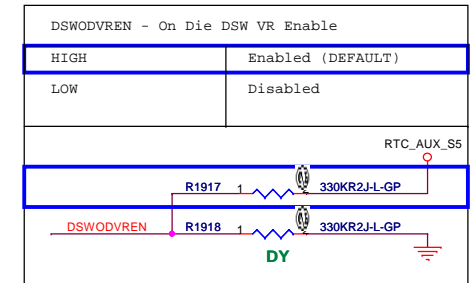 DSWODVREN - On Die DSW VR Enable
HIGH Enabled (DEFAULT)
LOW Disabled
RTC_AUX_S5
R1917 1 330KR2J-L-GP
DSWODVREN R1918 1 330KR2J-L-GP
DY